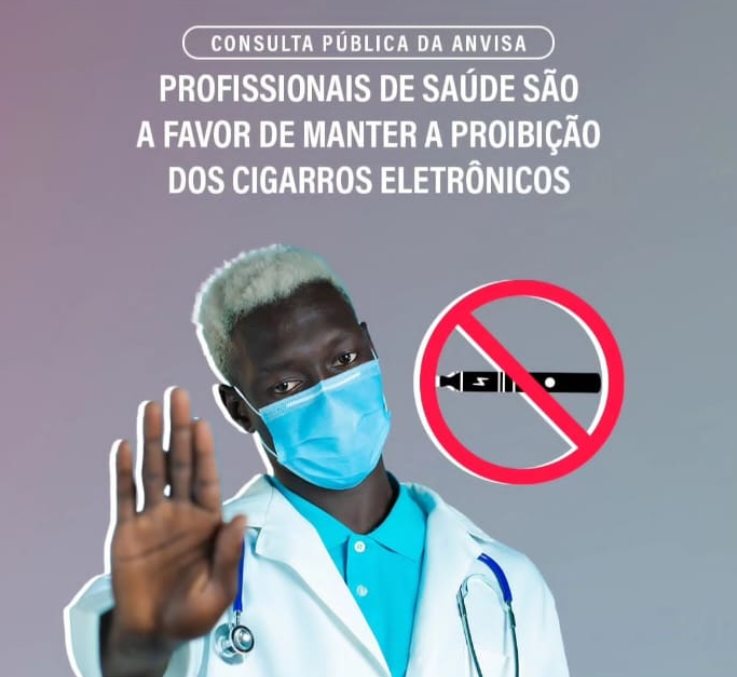 CONSULTA PÚBLICA DA ANVISA
PROFISSIONAIS DE SAÚDE SÃO
A FAVOR DE MANTER A PROIBIÇÃO
DOS CIGARROS ELETRÔNICOS